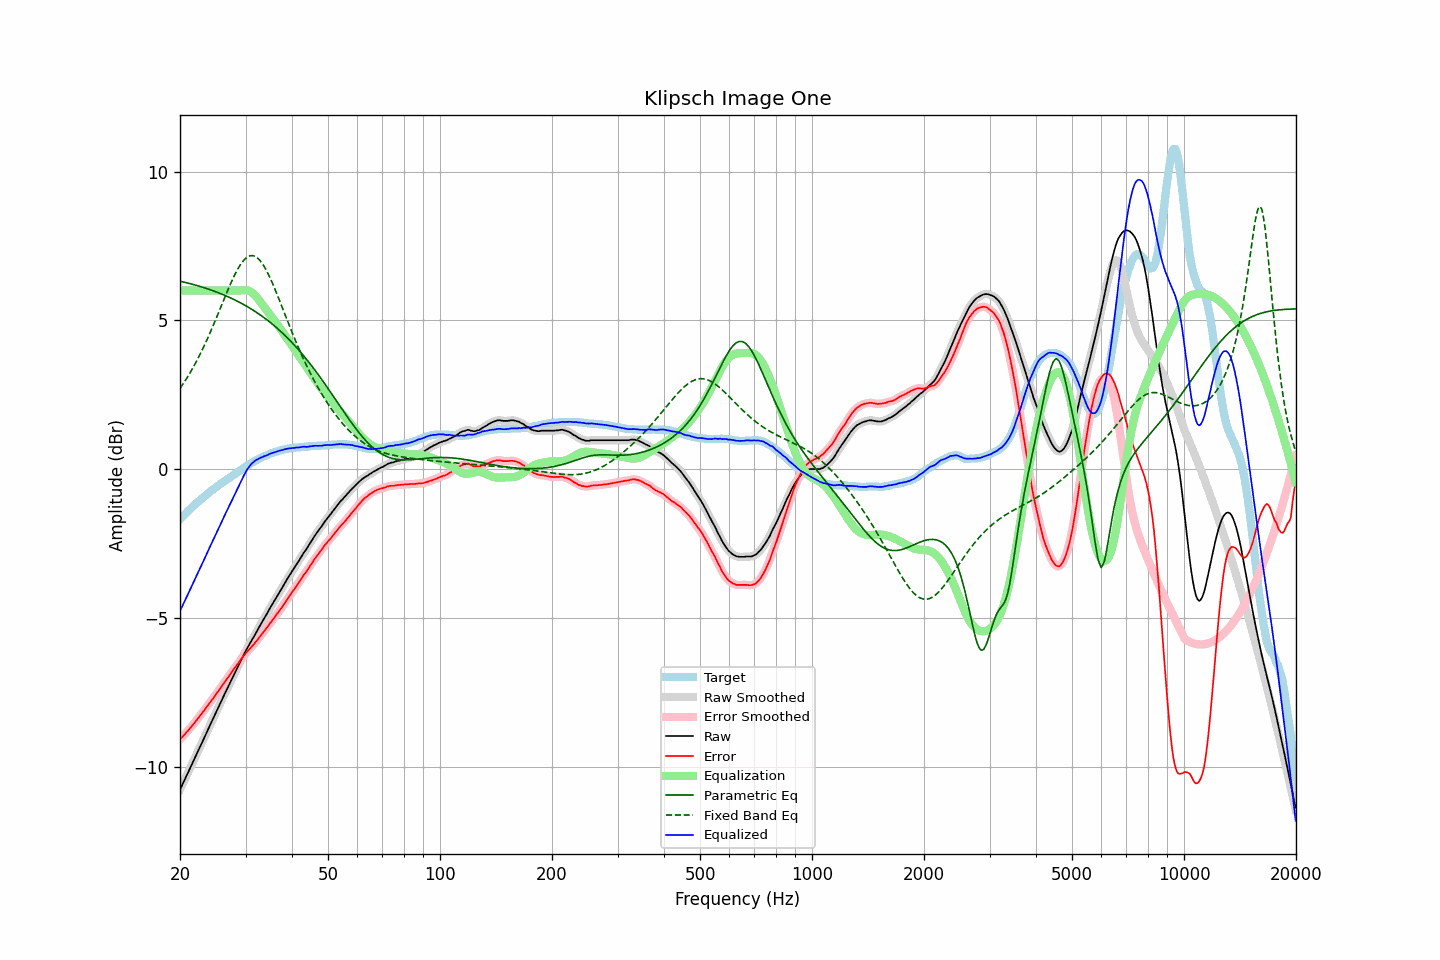 Klipsch Image One
Amplitude (dBr)
10
5
0
−5
−10
Target
Raw Smoothed
Error Smoothed
Raw
Error
Equalization
Parametric Eq
Fixed Band Eq
Equalized
20 50 100 200 500 1000 2000 5000 10000 20000
Frequency (Hz)